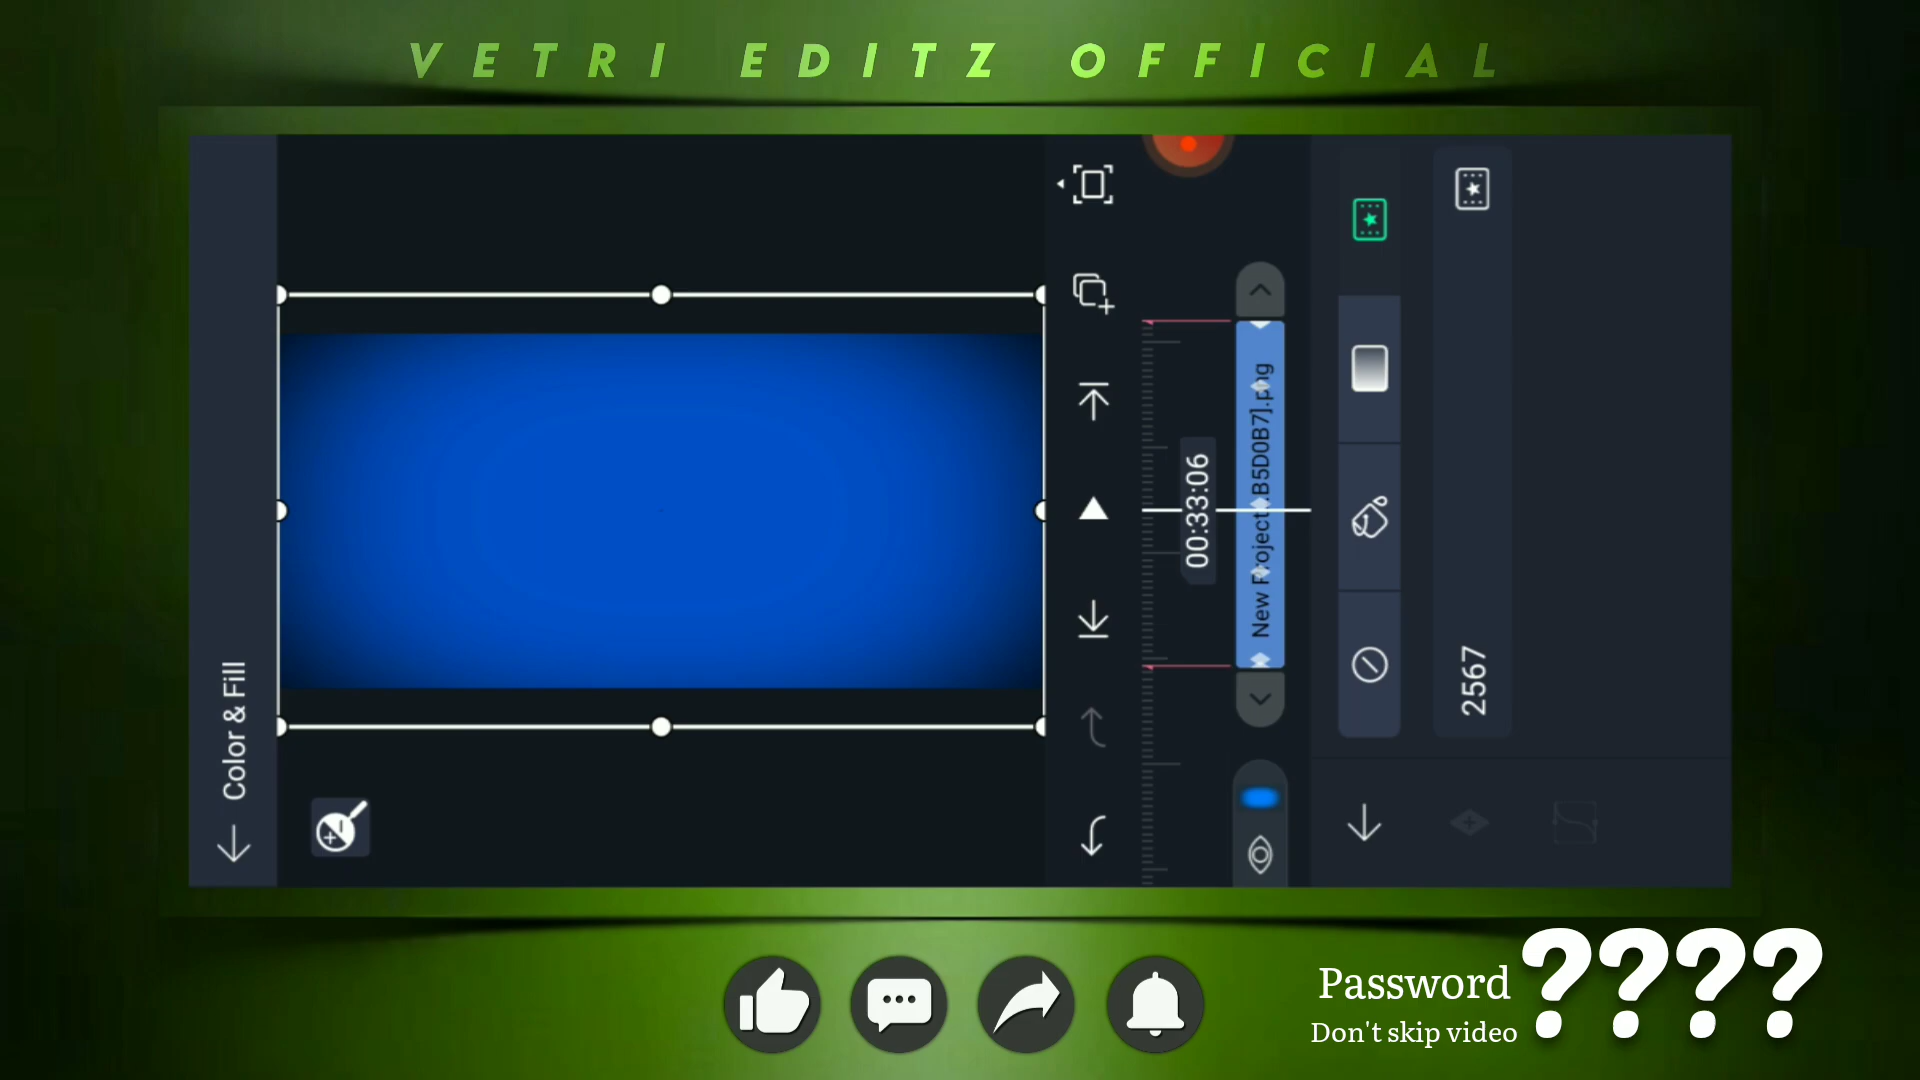 VETRI EDITZ OFFICIAL
Color & Fill
00:33:06
New Project B5D0B7].png
2567
Password ????
Don't skip video